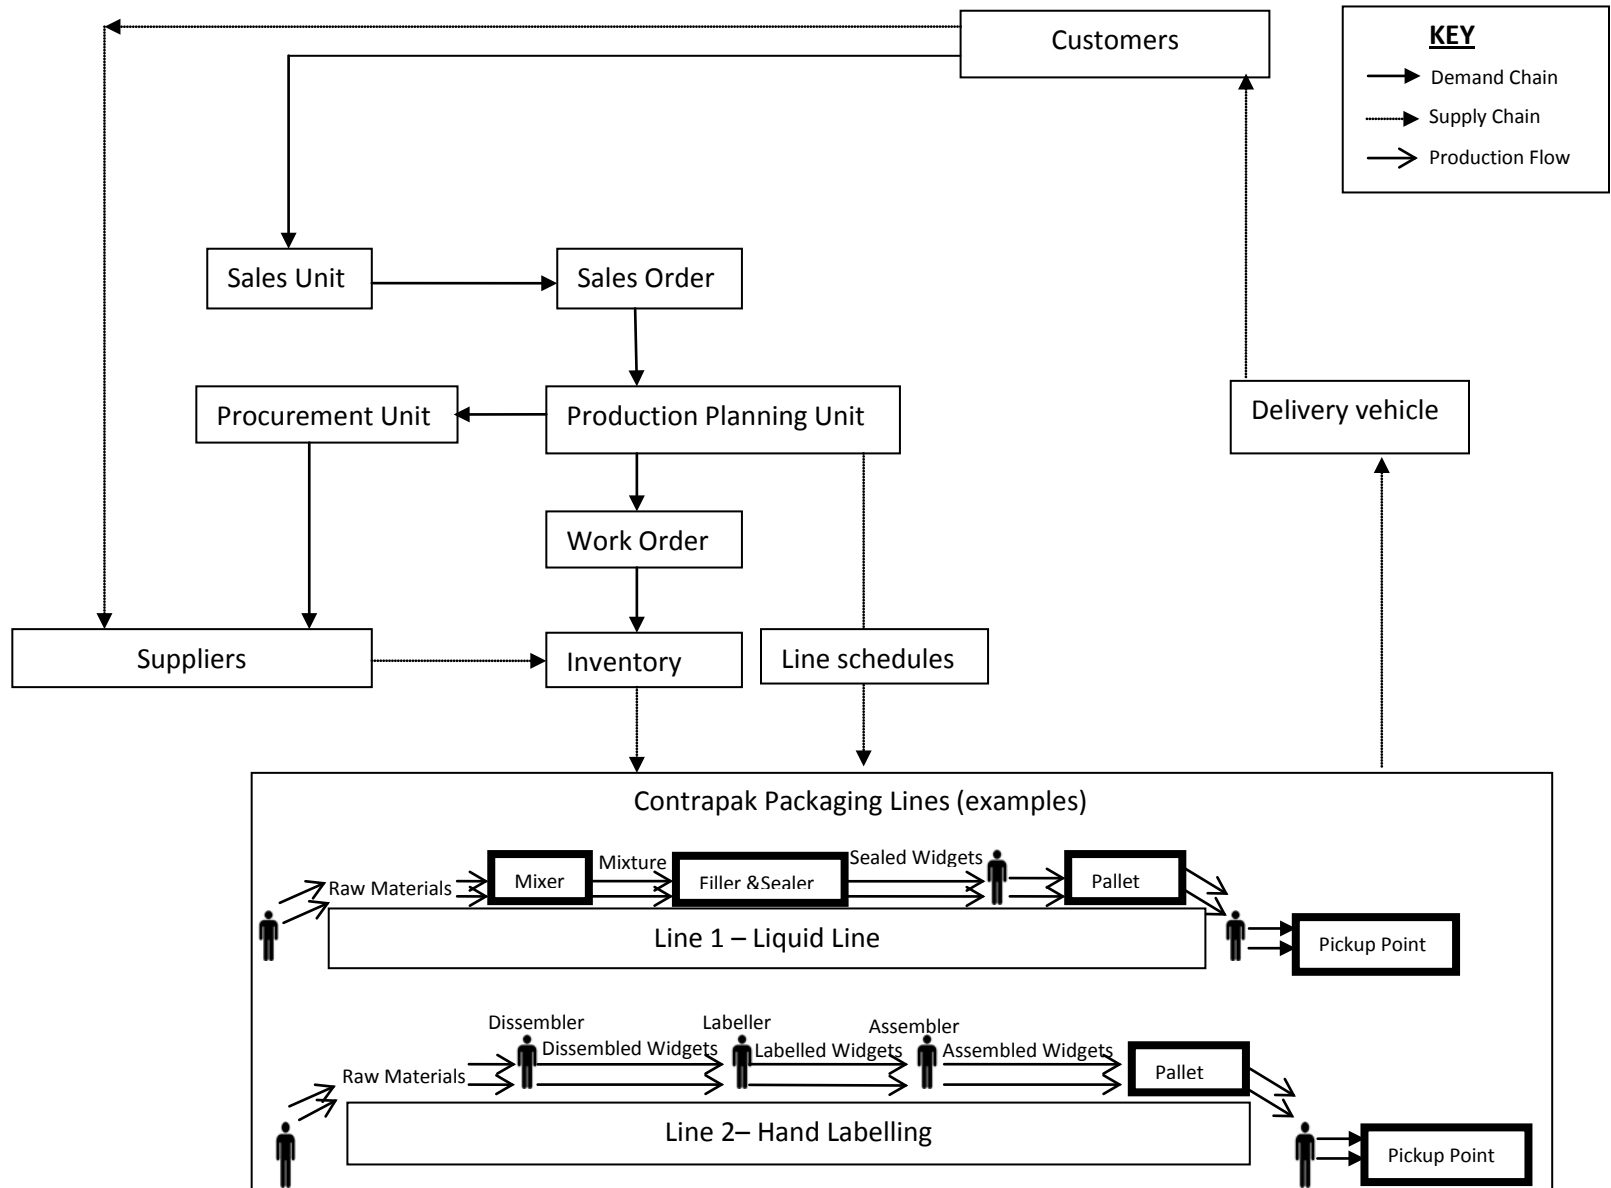 Customers
KEY
Demand Chain
Supply Chain
Production Flow
Sales Unit
Sales Order
Procurement Unit
Production Planning Unit
Delivery vehicle
Work Order
Suppliers
Inventory
Line schedules
Contrapak Packaging Lines (examples)
Raw Materials
Mixer
Mixture
Filler &Sealer
Sealed Widgets
Pallet
Line 1 – Liquid Line
Pickup Point
Raw Materials
Dissembler
Dissembled Widgets
Labeller
Labelled Widgets
Assembler
Assembled Widgets
Pallet
Line 2– Hand Labelling
Pickup Point